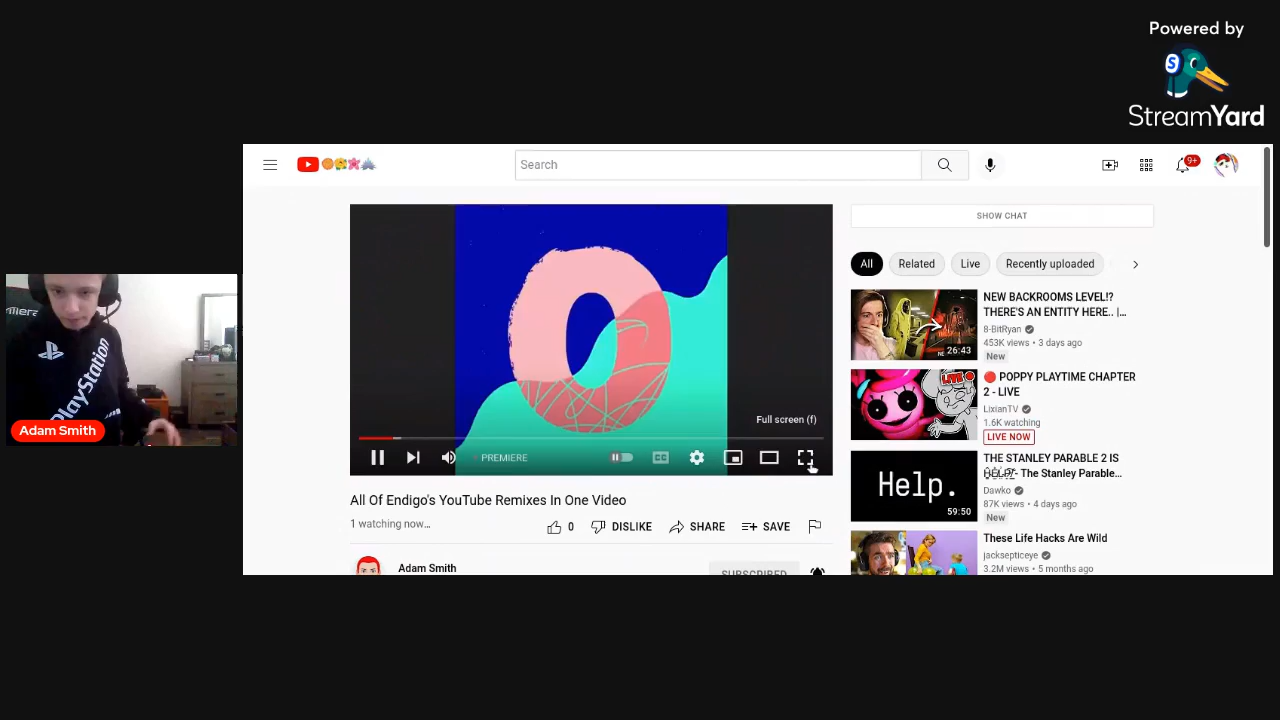 Powered by
StreamYard
Search
9+
SHOW CHAT
All
Related
Live
Recently uploaded
Full screen (f)
PREMIERE
CC
All Of Endigo's YouTube Remixes In One Video
1 watching now…
0
DISLIKE
SHARE
SAVE
Adam Smith
SUBSCRIBED
NEW BACKROOMS LEVEL!?
THERE'S AN ENTITY HERE.. |…
8-BitRyan
453K views • 3 days ago
New
26:43
LIVE
POPPY PLAYTIME CHAPTER
2 - LIVE
LixianTV
1.6K watching
LIVE NOW
Help.
59:50
THE STANLEY PARABLE 2 IS
- The Stanley Parable…
Dawko
87K views • 4 days ago
New
These Life Hacks Are Wild
jacksepticeye
3.2M views • 5 months ago
PlayStation
Adam Smith
O